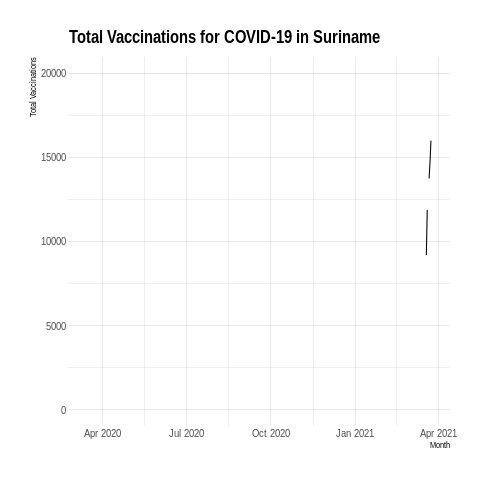 Total Vaccinations for COVID-19 in Suriname
Total Vaccinations
20000
15000
10000
5000
0
Apr 2020 Jul 2020 Oct 2020 Jan 2021 Apr 2021
Month